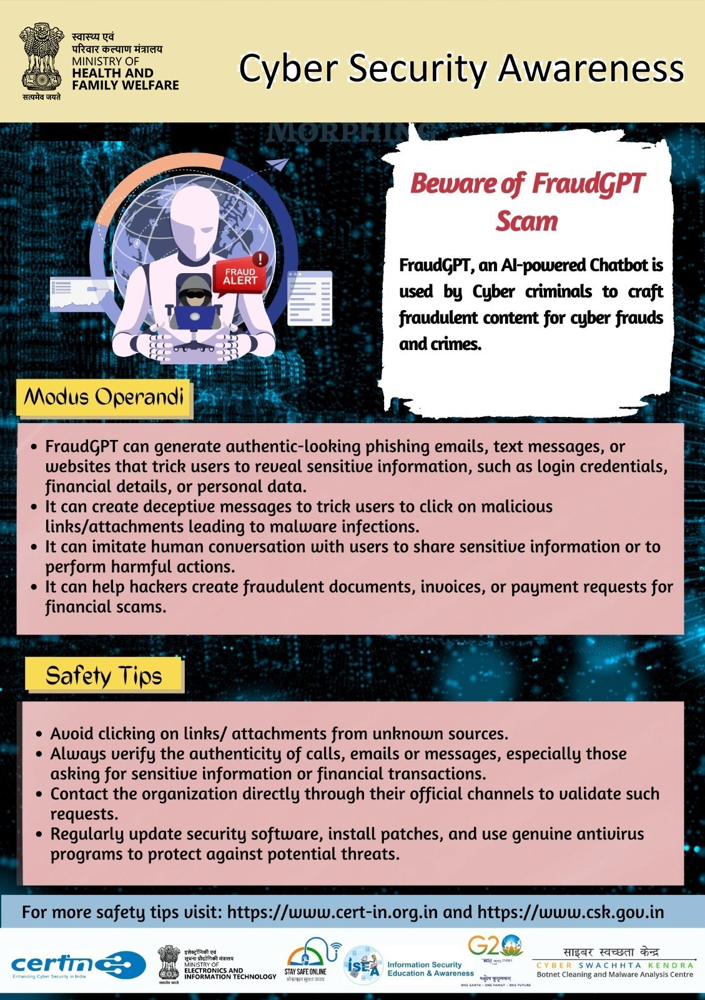 स्वास्थ्य एवं
परिवार कल्याण मंत्रालय
MINISTRY OF
HEALTH AND
FAMILY WELFARE
सत्यमेव जयते
Cyber Security Awareness
MORPHING
Beware of FraudGPT
Scam
FraudGPT, an AI-powered Chatbot is
used by Cyber criminals to craft
fraudulent content for cyber frauds
and crimes.
FRAUD
ALERT
!
Modus Operandi
• FraudGPT can generate authentic-looking phishing emails, text messages, or
websites that trick users to reveal sensitive information, such as login credentials,
financial details, or personal data.
• It can create deceptive messages to trick users to click on malicious
links/attachments leading to malware infections.
• It can imitate human conversation with users to share sensitive information or to
perform harmful actions.
• It can help hackers create fraudulent documents, invoices, or payment requests for
financial scams.
Safety Tips
• Avoid clicking on links/ attachments from unknown sources.
• Always verify the authenticity of calls, emails or messages, especially those
asking for sensitive information or financial transactions.
• Contact the organization directly through their official channels to validate such
requests.
• Regularly update security software, install patches, and use genuine antivirus
programs to protect against potential threats.
For more safety tips visit: https://www.cert-in.org.in and https://www.csk.gov.in
certin
Enhancing Cyber Security in India
इलेक्ट्रॉनिकी एवं
सूचना प्रौद्योगिकी मंत्रालय
MINISTRY OF
ELECTRONICS AND
INFORMATION TECHNOLOGY
सत्यमेव जयते
STAY SAFE ONLINE
ऑनलाइन सुरक्षा कवच
ISEA
Information Security
Education & Awareness
G20
भारत 2023 INDIA
वसुधैव कुटुम्बकम्
ONE EARTH • ONE FAMILY • ONE FUTURE
साइबर स्वच्छता केन्द्र
CYBER SWACHHTA KENDRA
Botnet Cleaning and Malware Analysis Centre